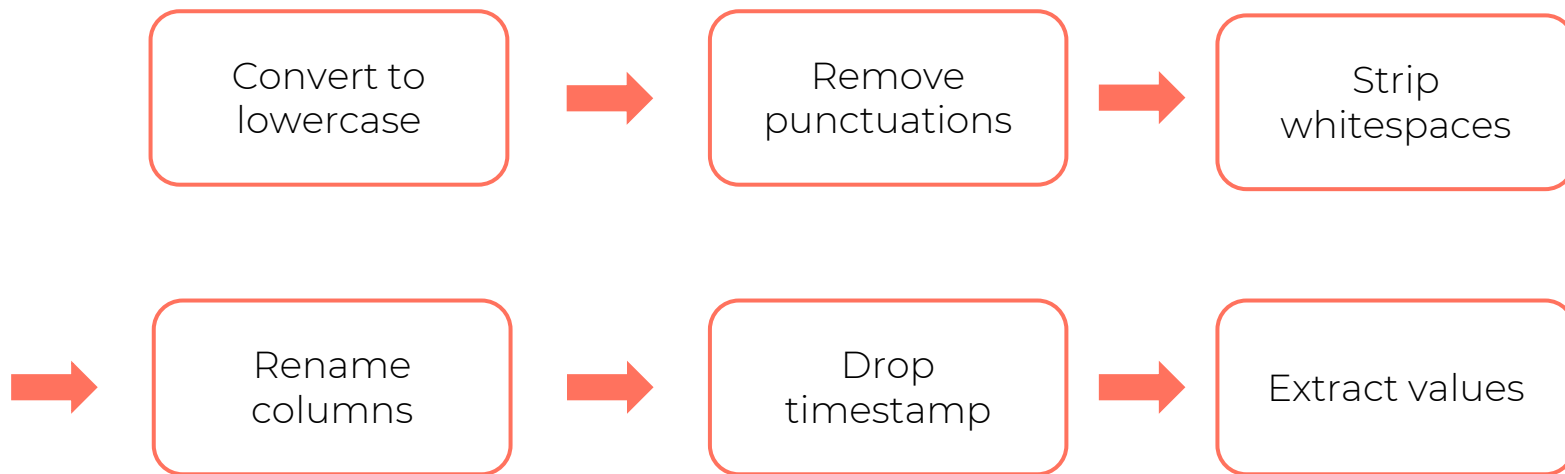 Convert to
lowercase
Remove
punctuations
Strip
whitespaces
Rename
columns
Drop
timestamp
Extract values